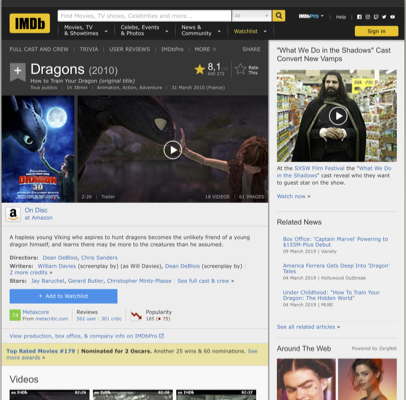 IMDb
Find Movies, TV shows, Celebrities and more...
All
IMDbPro
Help
Movies, TV & Showtimes
Celebs, Events & Photos
News & Community
Watchlist
Sign in
FULL CAST AND CREW | TRIVIA | USER REVIEWS | IMDbPro | MORE
SHARE
Dragons (2010)
8,1
Rate This
How to Train Your Dragon (original title)
Tous publics | 1h 38min | Animation, Action, Adventure | 31 March 2010 (France)
DRAGON
3D
2:26 | Trailer
18 VIDEOS | 61 IMAGES
On Disc
at Amazon
A hapless young Viking who aspires to hunt dragons becomes the unlikely friend of a young dragon himself, and learns there may be more to the creatures than he assumed.
Directors: Dean DeBlois, Chris Sanders
Writers: William Davies (screenplay by) (as Will Davies), Dean DeBlois (screenplay by) |
2 more credits »
Stars: Jay Baruchel, Gerard Butler, Christopher Mintz-Plasse | See full cast & crew »
+ Add to Watchlist
Metascore
From metacritic.com
Reviews
562 user | 301 critic
Popularity
View production, box office, & company info on IMDbPro
Top Rated Movies #179 | Nominated for 2 Oscars. Another 25 wins & 60 nominations. See
more awards »
Videos
"What We Do in the Shadows" Cast
Convert New Vamps
At the SXSW Film Festival the "What We Do
in the Shadows" cast reveal who they want
to guest star on the show.
Watch now »
Related News
Box Office: 'Captain Marvel' Powering to
$155M-Plus Debut
09 March 2019 | Variety
America Ferrera Gets Deep Into 'Dragon'
Tales
04 March 2019 | Hollywood Outbreak
Under Childhood: "How To Train Your
Dragon: The Hidden World"
04 March 2019 | MUBI
See all related articles »
Around The Web
Powered by ZergNet